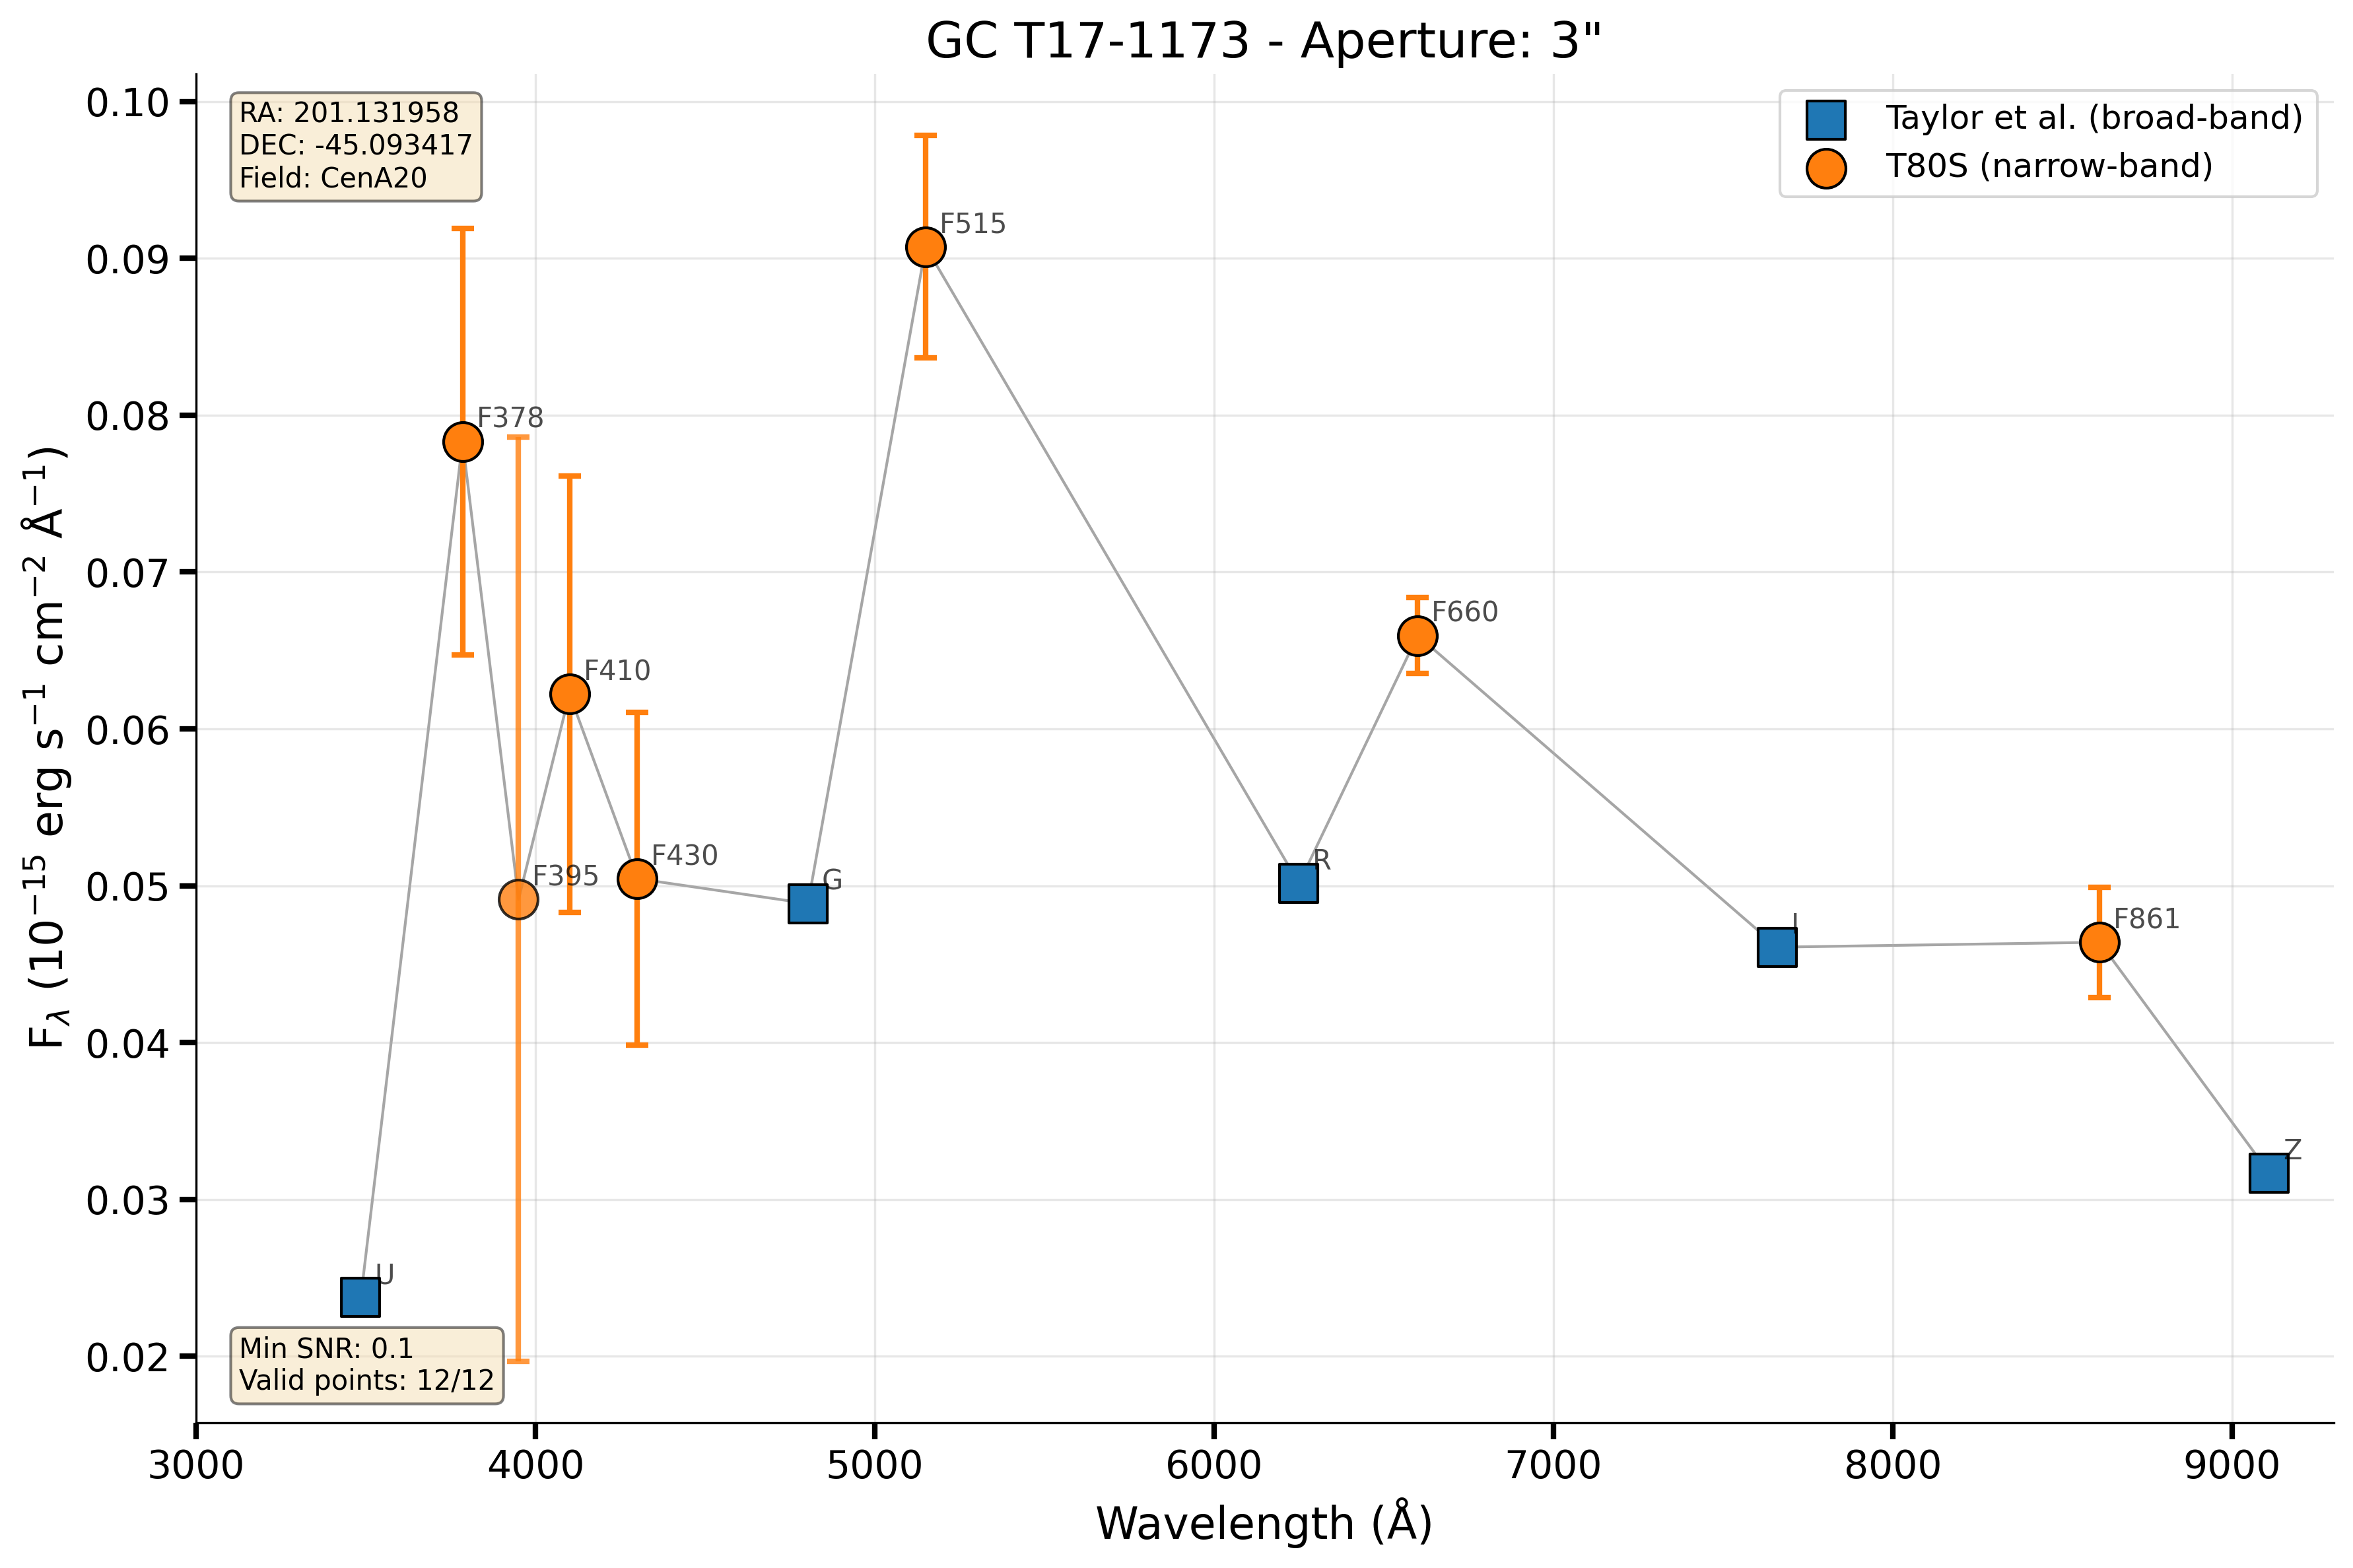 GC T17-1173 - Aperture: 3"
RA: 201.131958
DEC: -45.093417
Field: CenA20
Taylor et al. (broad-band)
T80S (narrow-band)
0.10
0.09
0.08
0.07
0.06
0.05
0.04
0.03
0.02
F$_{λ}$ (10$^{−15}$ erg s$^{−1}$ cm$^{−2}$ Å$^{−1}$)
U
F378
F395
F410
F430
G
F515
R
F660
I
F861
Z
Min SNR: 0.1
Valid points: 12/12
3000
4000
5000
6000
7000
8000
9000
Wavelength (Å)